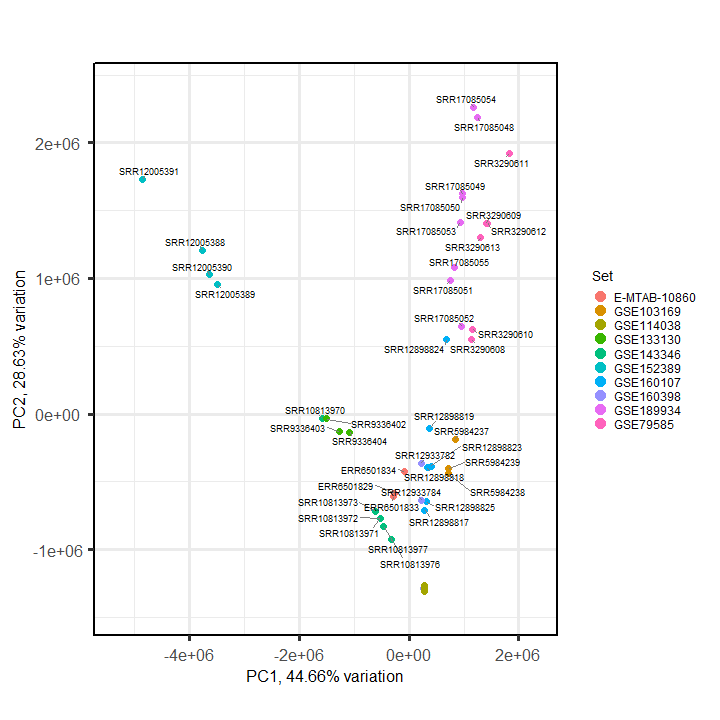 SRR17085054
SRR17085048
SRR3290611
SRR12005391
SRR17085049
SRR17085050
SRR3290609
SRR17085053
SRR3290612
SRR12005388
SRR3290613
SRR12005390
SRR17085055
SRR12005389
SRR17085051
SRR17085052
SRR3290610
SRR12898824
SRR3290608
SRR10813970
SRR9336402
SRR9336403
SRR9336404
SRR12898819
SRR5984237
SRR12898823
SRR12933782
SRR5984239
ERR6501834
SRR12898818
ERR6501829
SRR12933784
SRR5984238
SRR10813973
ERR6501833
SRR12898825
SRR10813972
SRR12898817
SRR10813971
SRR10813977
SRR10813976
2e+06
1e+06
0e+00
-1e+06
-4e+06
-2e+06
0e+00
2e+06
PC1, 44.66% variation
PC2, 28.63% variation
Set
E-MTAB-10860
GSE103169
GSE114038
GSE133130
GSE143346
GSE152389
GSE160107
GSE160398
GSE189934
GSE79585